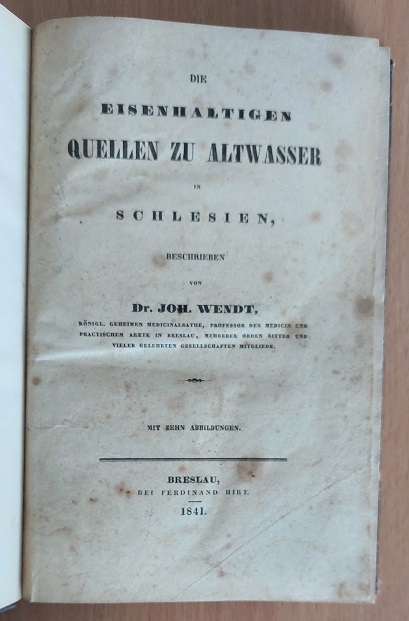 DIE
EISENHALTIGEN
QUELLEN ZU ALTWASSER
IN
SCHLESIEN,
BESCHRIEBEN
VON
Dr. JOH. WENDT,
KÖNIGL. GEHEIMEN MEDICINALRATHE, PROFESSOR DER MEDICIN UND
PRACTISCHEM ARZTE IN BRESLAU, MEHRERER ORDEN RITTER UND
VIELER GELEHRTEN GESELLSCHAFTEN MITGLIEDE.
MIT ZEHN ABBILDUNGEN.
BRESLAU,
BEI FERDINAND HIRT.
1841.